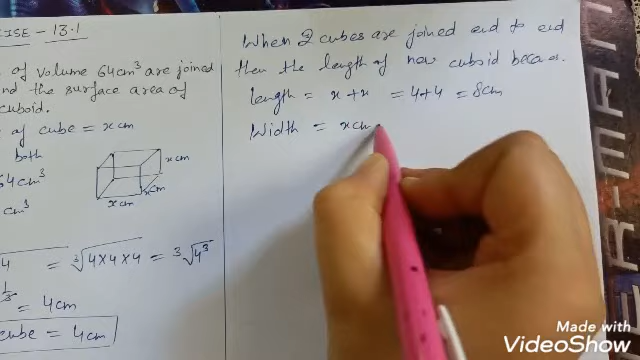 ISE - 13.1
of volume 64cm³ are joined
nd the surface area of
cuboid.
of cube = x cm
both
64cm³
cm³
x cm
x cm
x cm
4 = ∛4×4×4 = ³√4³
1/3
= 4cm
cube = 4cm
When 2 cubes are joined end to end
then the length of new cuboid
length = x + x = 4+4 = 8cm
Width = x cm
Made with
VideoShow